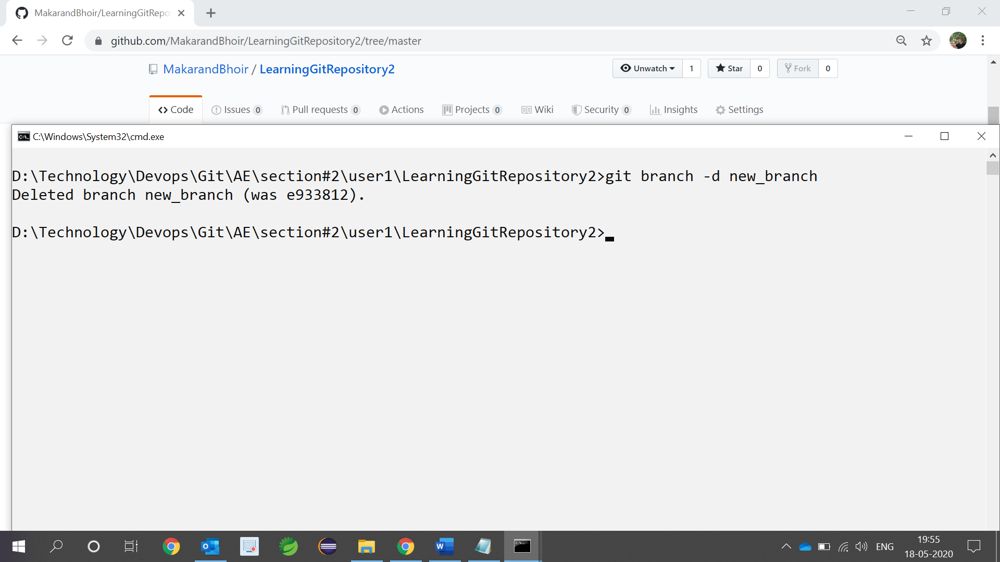 MakarandBhoir/LearningGitRepo
github.com/MakarandBhoir/LearningGitRepository2/tree/master
MakarandBhoir / LearningGitRepository2
Unwatch 1 Star 0 Fork 0
Code Issues 0 Pull requests 0 Actions Projects 0 Wiki Security 0 Insights Settings
C:\Windows\System32\cmd.exe
D:\Technology\Devops\Git\AE\section#2\user1\LearningGitRepository2>git branch -d new_branch
Deleted branch new_branch (was e933812).
D:\Technology\Devops\Git\AE\section#2\user1\LearningGitRepository2>
ENG
19:55
18-05-2020